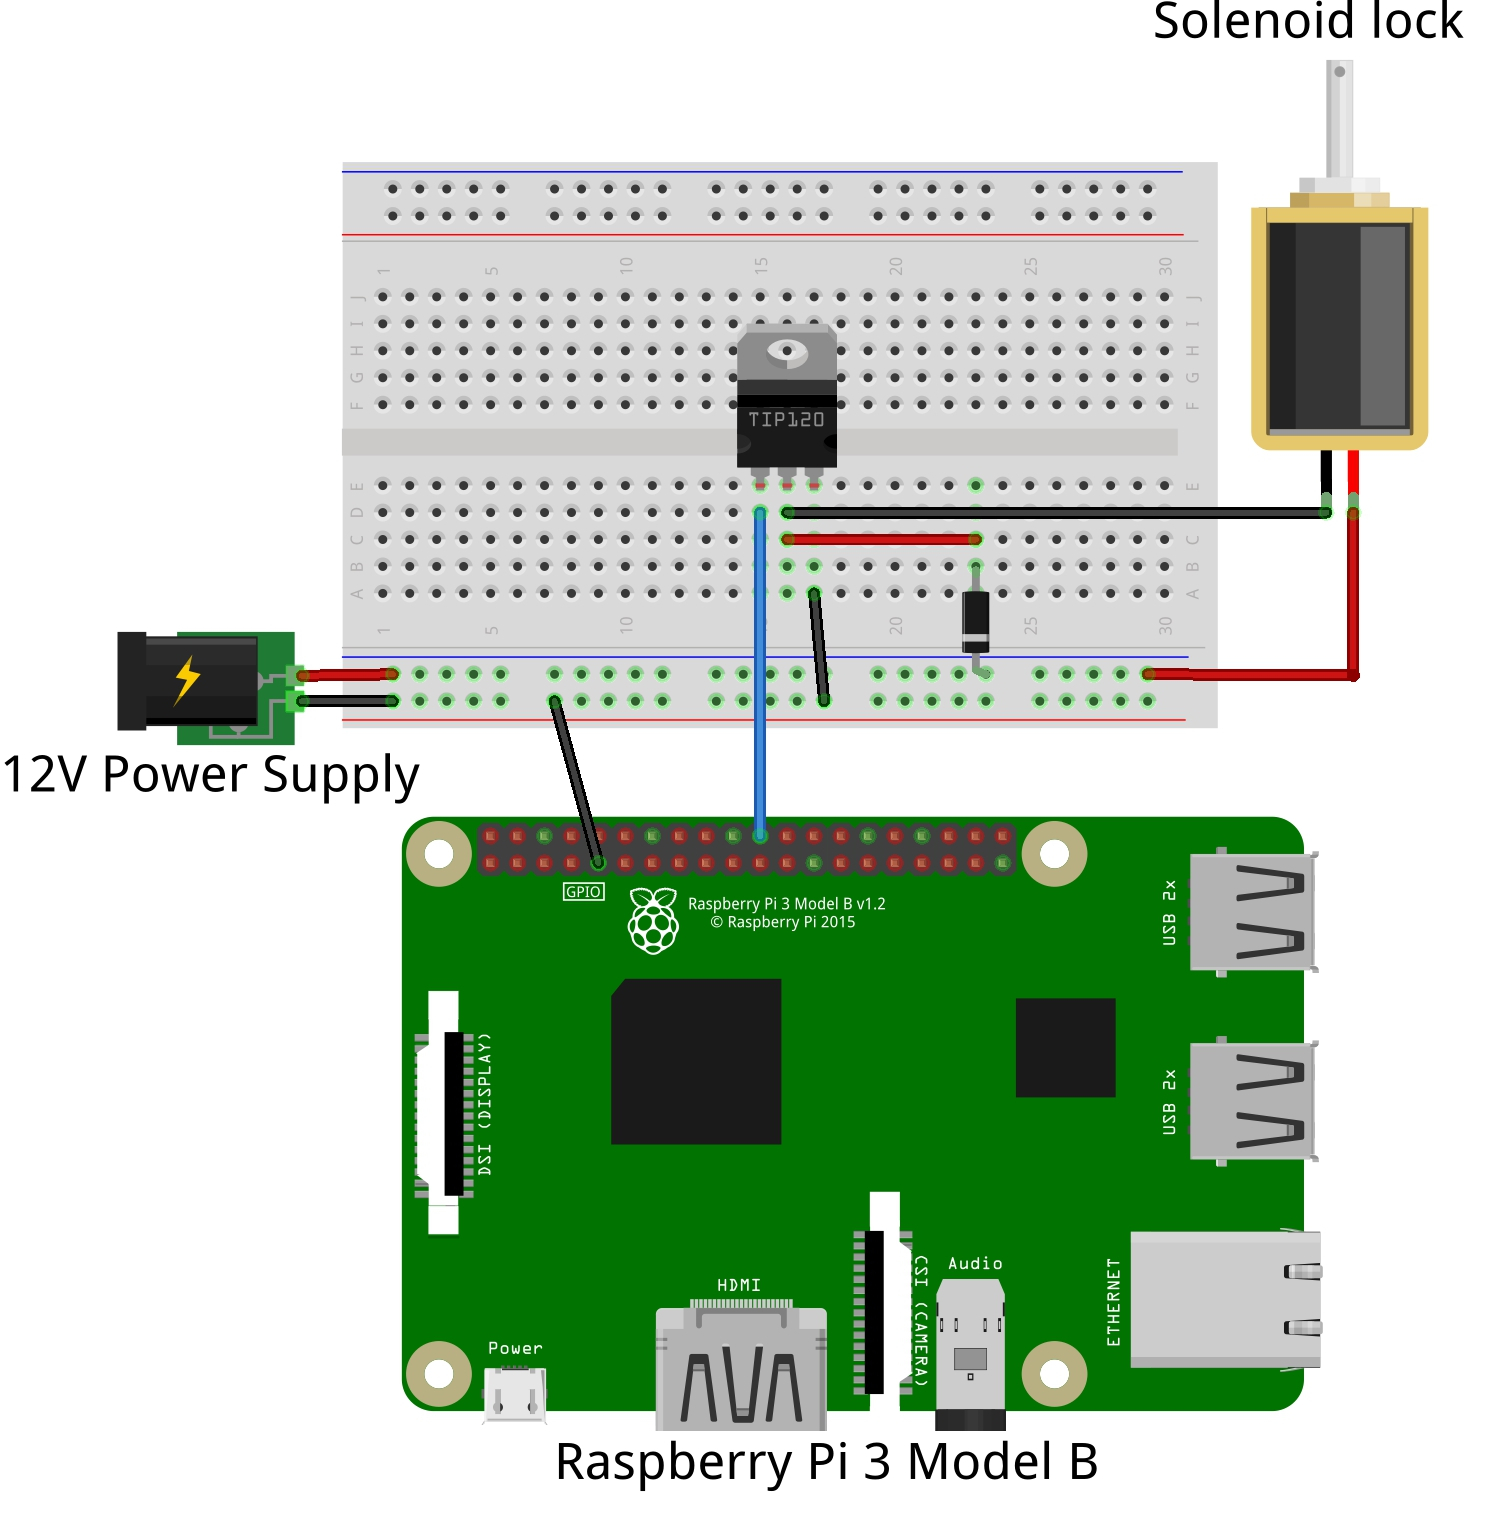 Solenoid lock
1 5 10 15 20 25 30
J J
I I
H H
G G
F F
TIP120
E E
D D
C C
B B
A A
1 5 10 20 25 30
12V Power Supply
GPIO
Raspberry Pi 3 Model B v1.2
© Raspberry Pi 2015
USB 2x
USB 2x
DSI (DISPLAY)
ETHERNET
CSI (CAMERA)
Audio
HDMI
Power
Raspberry Pi 3 Model B